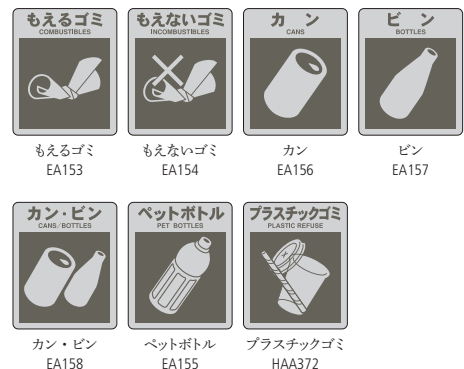 もえるゴミ
COMBUSTIBLES
もえるゴミ
EA153
もえないゴミ
INCOMBUSTIBLES
もえないゴミ
EA154
カン
CANS
カン
EA156
ビン
BOTTLES
ビン
EA157
カン・ビン
CANS/BOTTLES
カン・ビン
EA158
ペットボトル
PET BOTTLES
ペットボトル
EA155
プラスチックゴミ
PLASTIC REFUSE
プラスチックゴミ
HAA372